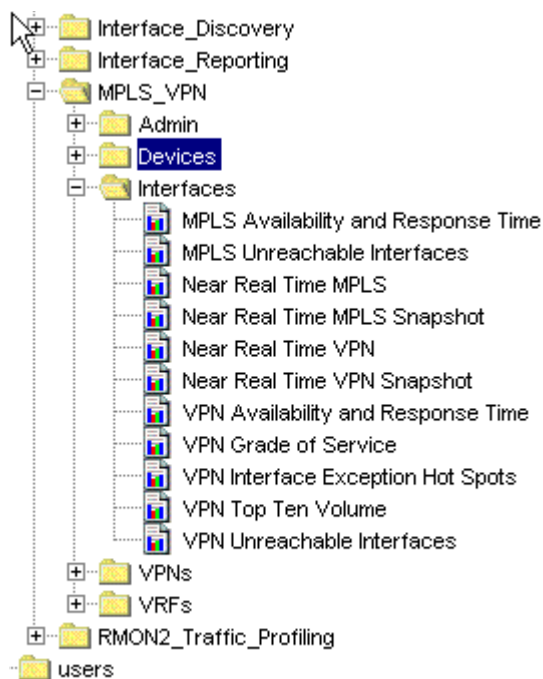 Interface_Discovery
Interface_Reporting
MPLS_VPN
Admin
Devices
Interfaces
MPLS Availability and Response Time
MPLS Unreachable Interfaces
Near Real Time MPLS
Near Real Time MPLS Snapshot
Near Real Time VPN
Near Real Time VPN Snapshot
VPN Availability and Response Time
VPN Grade of Service
VPN Interface Exception Hot Spots
VPN Top Ten Volume
VPN Unreachable Interfaces
VPNs
VRFs
RMON2_Traffic_Profiling
users